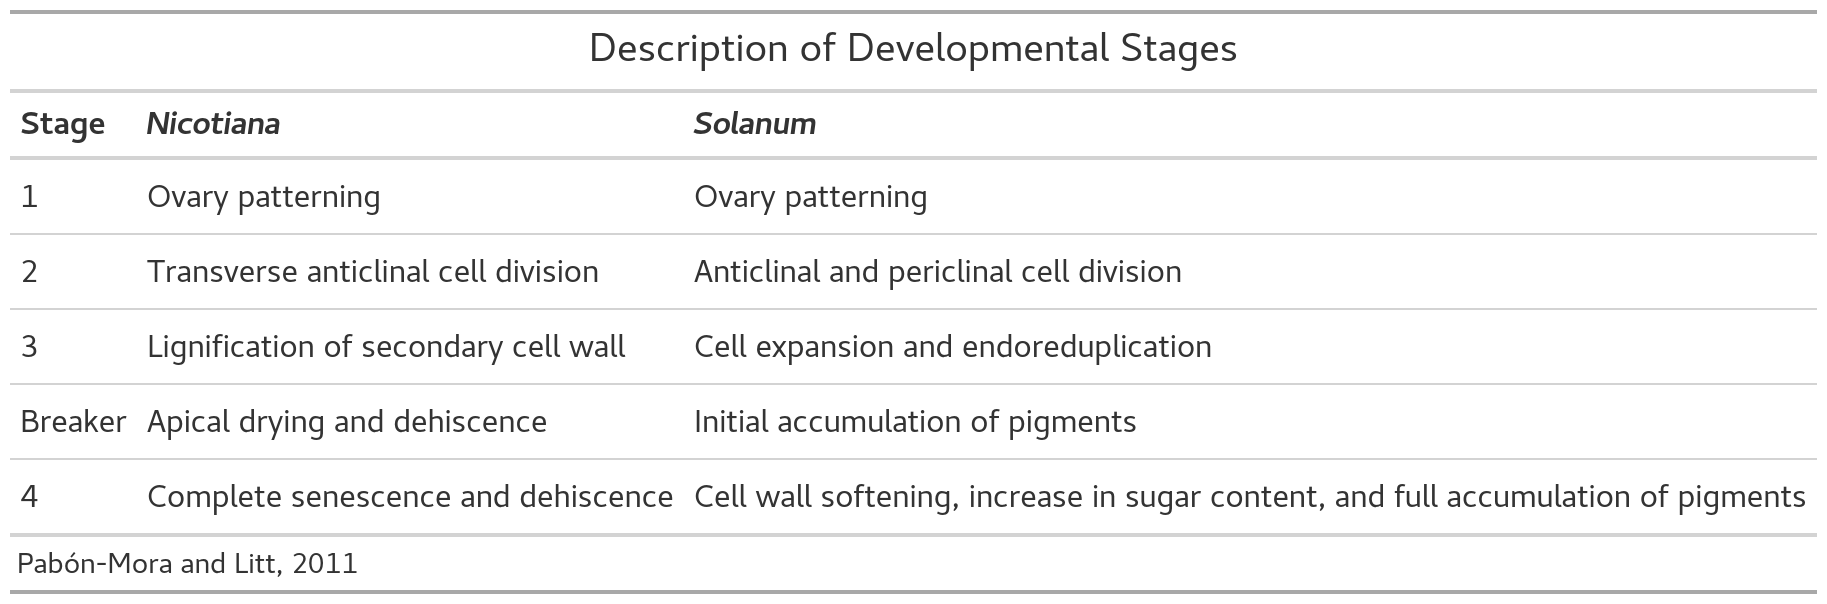 Description of Developmental Stages
Stage Nicotiana Solanum
1 Ovary patterning Ovary patterning
2 Transverse anticlinal cell division Anticlinal and periclinal cell division
3 Lignification of secondary cell wall Cell expansion and endoreduplication
Breaker Apical drying and dehiscence Initial accumulation of pigments
4 Complete senescence and dehiscence Cell wall softening, increase in sugar content, and full accumulation of pigments
Pabón-Mora and Litt, 2011